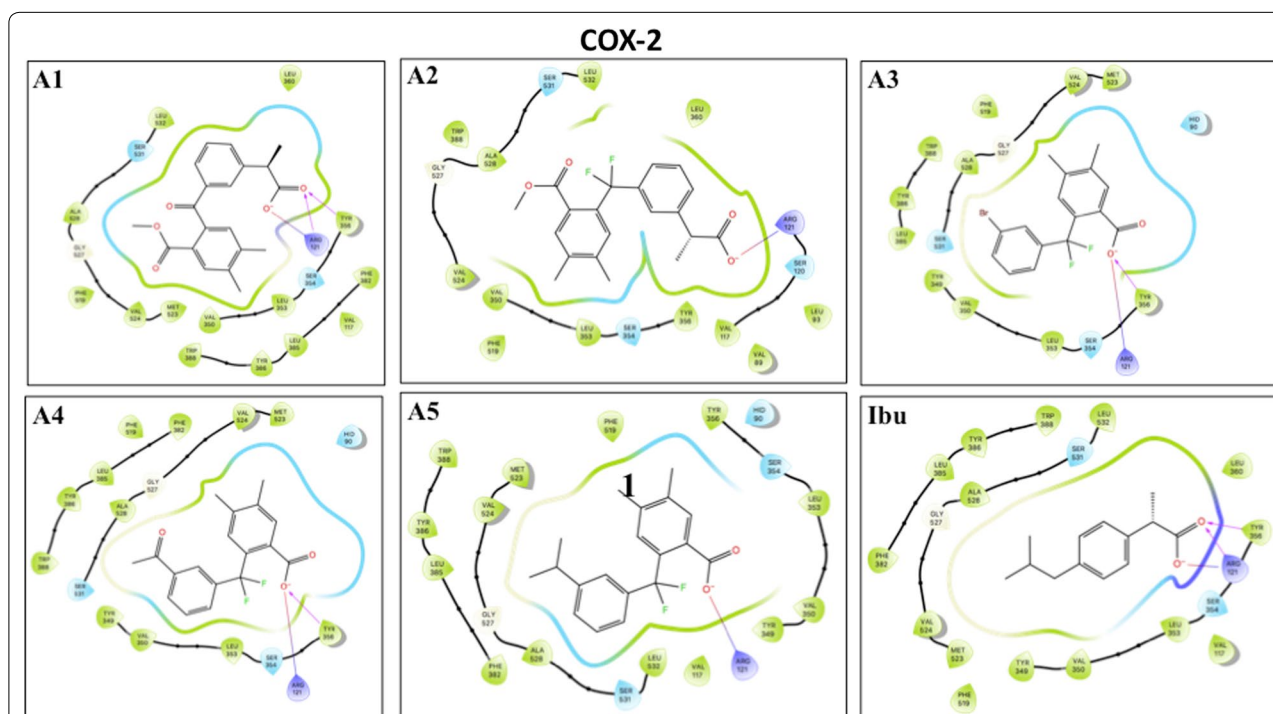 COX-2
A1
LEU
360
LEU
532
SER
531
O
O
O⁻
O
O
TYR
356
ARG
121
ALA
528
GLY
527
SER
354
PHE
382
PHE
519
VAL
524
MET
523
VAL
350
LEU
353
VAL
117
LEU
385
TRP
388
TYR
386
A2
SER
531
LEU
532
LEU
360
TRP
388
GLY
527
ALA
528
F
F
O
O
O
O⁻
ARG
121
SER
120
VAL
524
VAL
350
LEU
353
SER
354
TYR
356
VAL
117
LEU
93
PHE
519
VAL
89
A3
VAL
524
MET
523
PHE
519
HID
90
TRP
388
ALA
528
GLY
527
TYR
386
LEU
385
SER
531
Br
F
F
O
O⁻
TYR
349
VAL
350
TYR
356
LEU
353
SER
354
ARG
121
A4
PHE
519
PHE
382
VAL
524
MET
523
HID
90
LEU
385
GLY
527
TYR
386
ALA
528
TRP
388
SER
531
O
F
F
O
O⁻
TYR
349
VAL
350
LEU
353
SER
354
TYR
356
ARG
121
A5
PHE
519
TYR
356
HID
90
TRP
388
MET
523
SER
354
VAL
524
1
LEU
353
TYR
386
LEU
385
F
F
O
O⁻
GLY
527
VAL
350
TYR
349
PHE
382
ALA
528
LEU
532
VAL
117
ARG
121
SER
531
Ibu
TRP
388
LEU
532
TYR
386
SER
531
LEU
385
LEU
360
ALA
528
GLY
527
O
O⁻
TYR
356
ARG
121
PHE
382
SER
354
VAL
524
LEU
353
MET
523
TYR
349
VAL
350
VAL
117
PHE
519